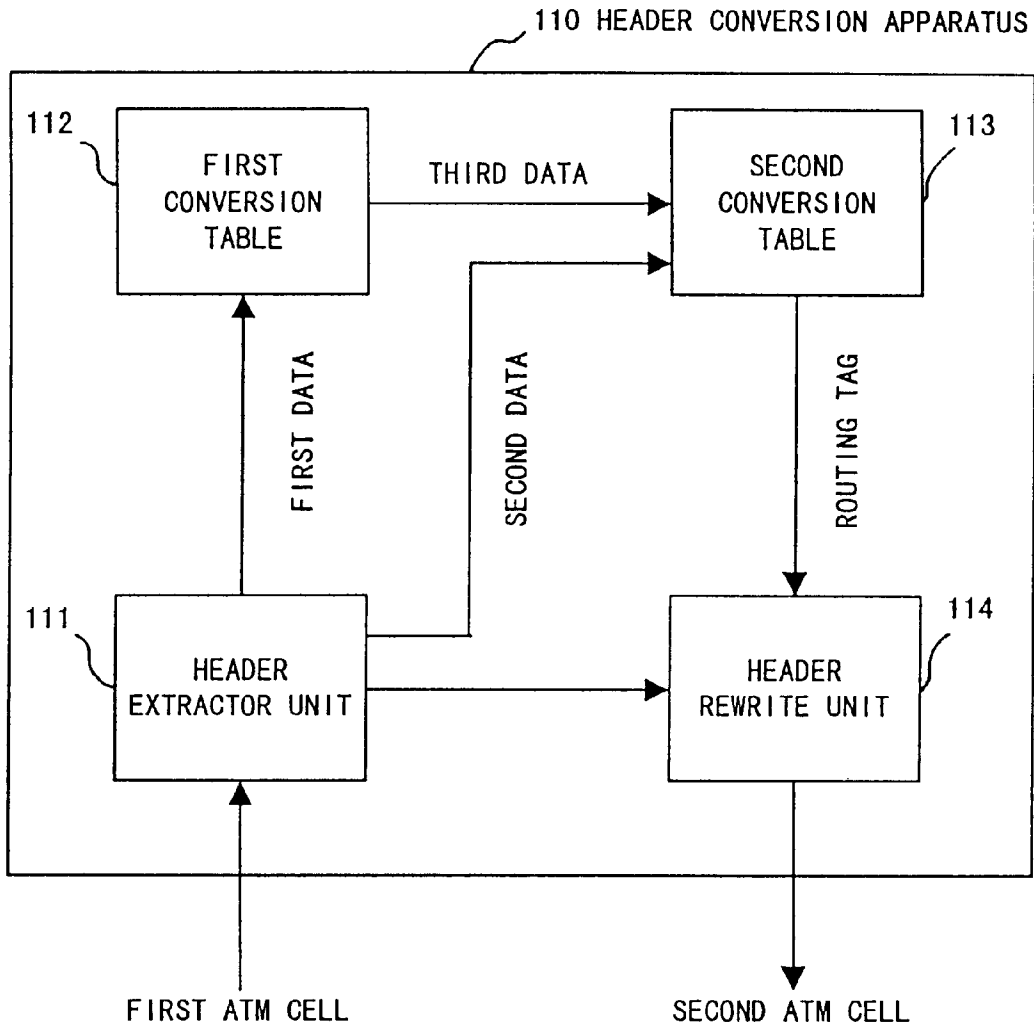 110 HEADER CONVERSION APPARATUS
112
FIRST
CONVERSION
TABLE
THIRD DATA
113
SECOND
CONVERSION
TABLE
FIRST DATA
SECOND DATA
ROUTING TAG
111
HEADER
EXTRACTOR UNIT
114
HEADER
REWRITE UNIT
FIRST ATM CELL
SECOND ATM CELL